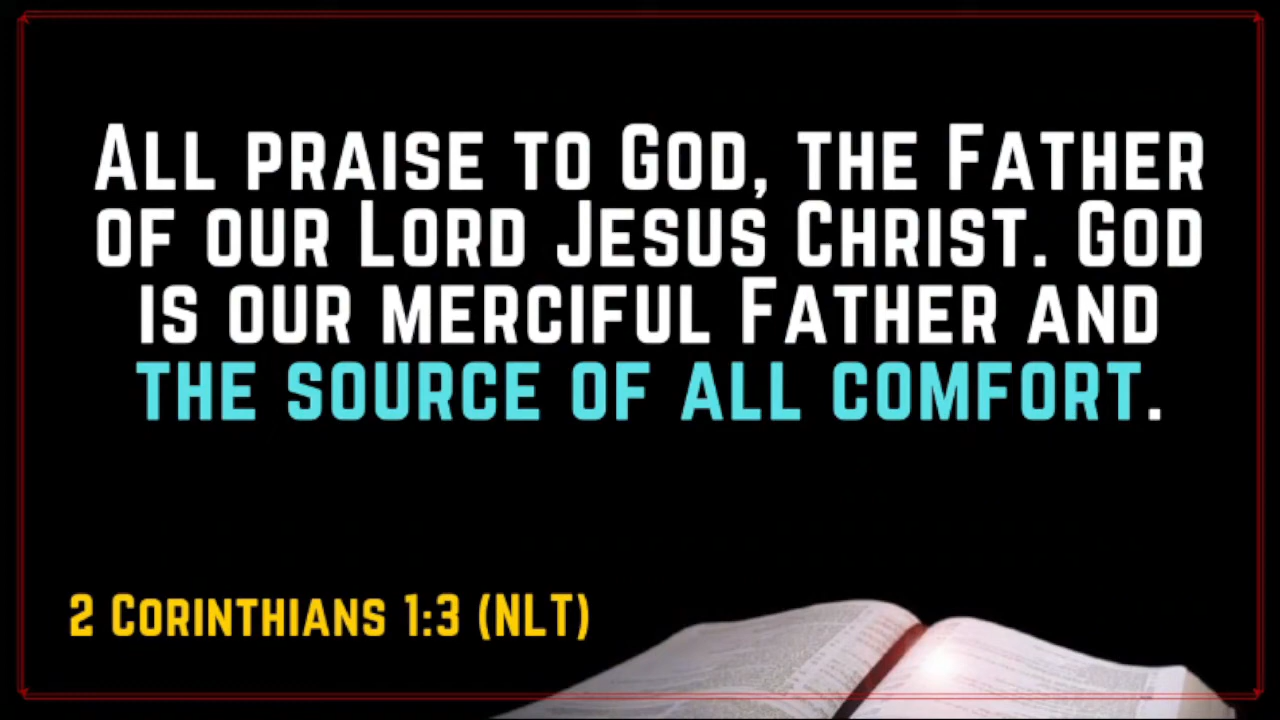 All praise to God, the Father
of our Lord Jesus Christ. God
is our merciful Father and
the source of all comfort.
2 Corinthians 1:3 (NLT)